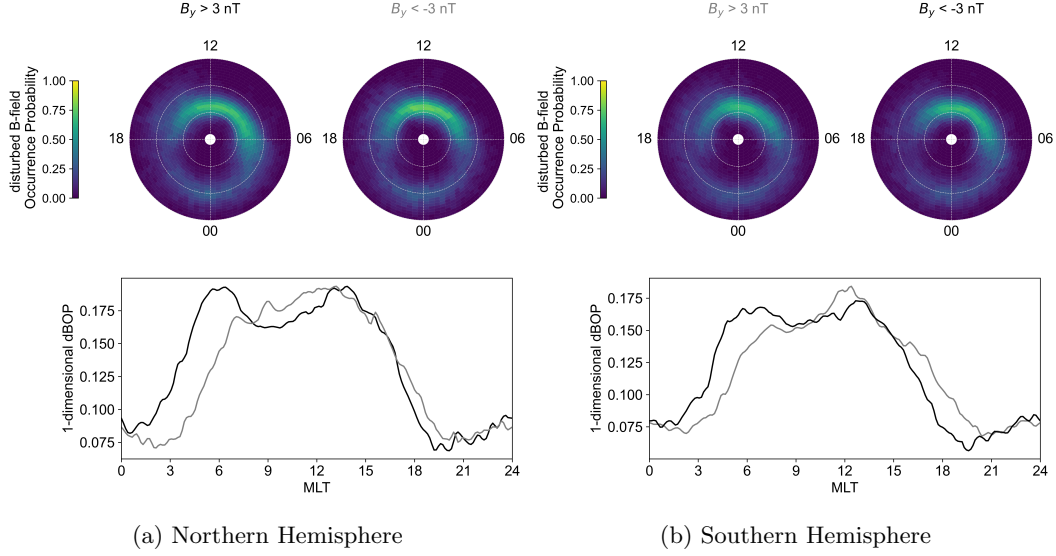 B_y > 3 nT
B_y < -3 nT
B_y > 3 nT
B_y < -3 nT
12
12
12
12
disturbed B-field
Occurrence Probability
1.00
0.75
0.50
0.25
0.00
18
06
06
00
00
disturbed B-field
Occurrence Probability
1.00
0.75
0.50
0.25
0.00
18
06
06
00
00
1-dimensional dBOP
0.175
0.150
0.125
0.100
0.075
0 3 6 9 12 15 18 21 24
MLT
1-dimensional dBOP
0.175
0.150
0.125
0.100
0.075
0 3 6 9 12 15 18 21 24
MLT
(a) Northern Hemisphere
(b) Southern Hemisphere